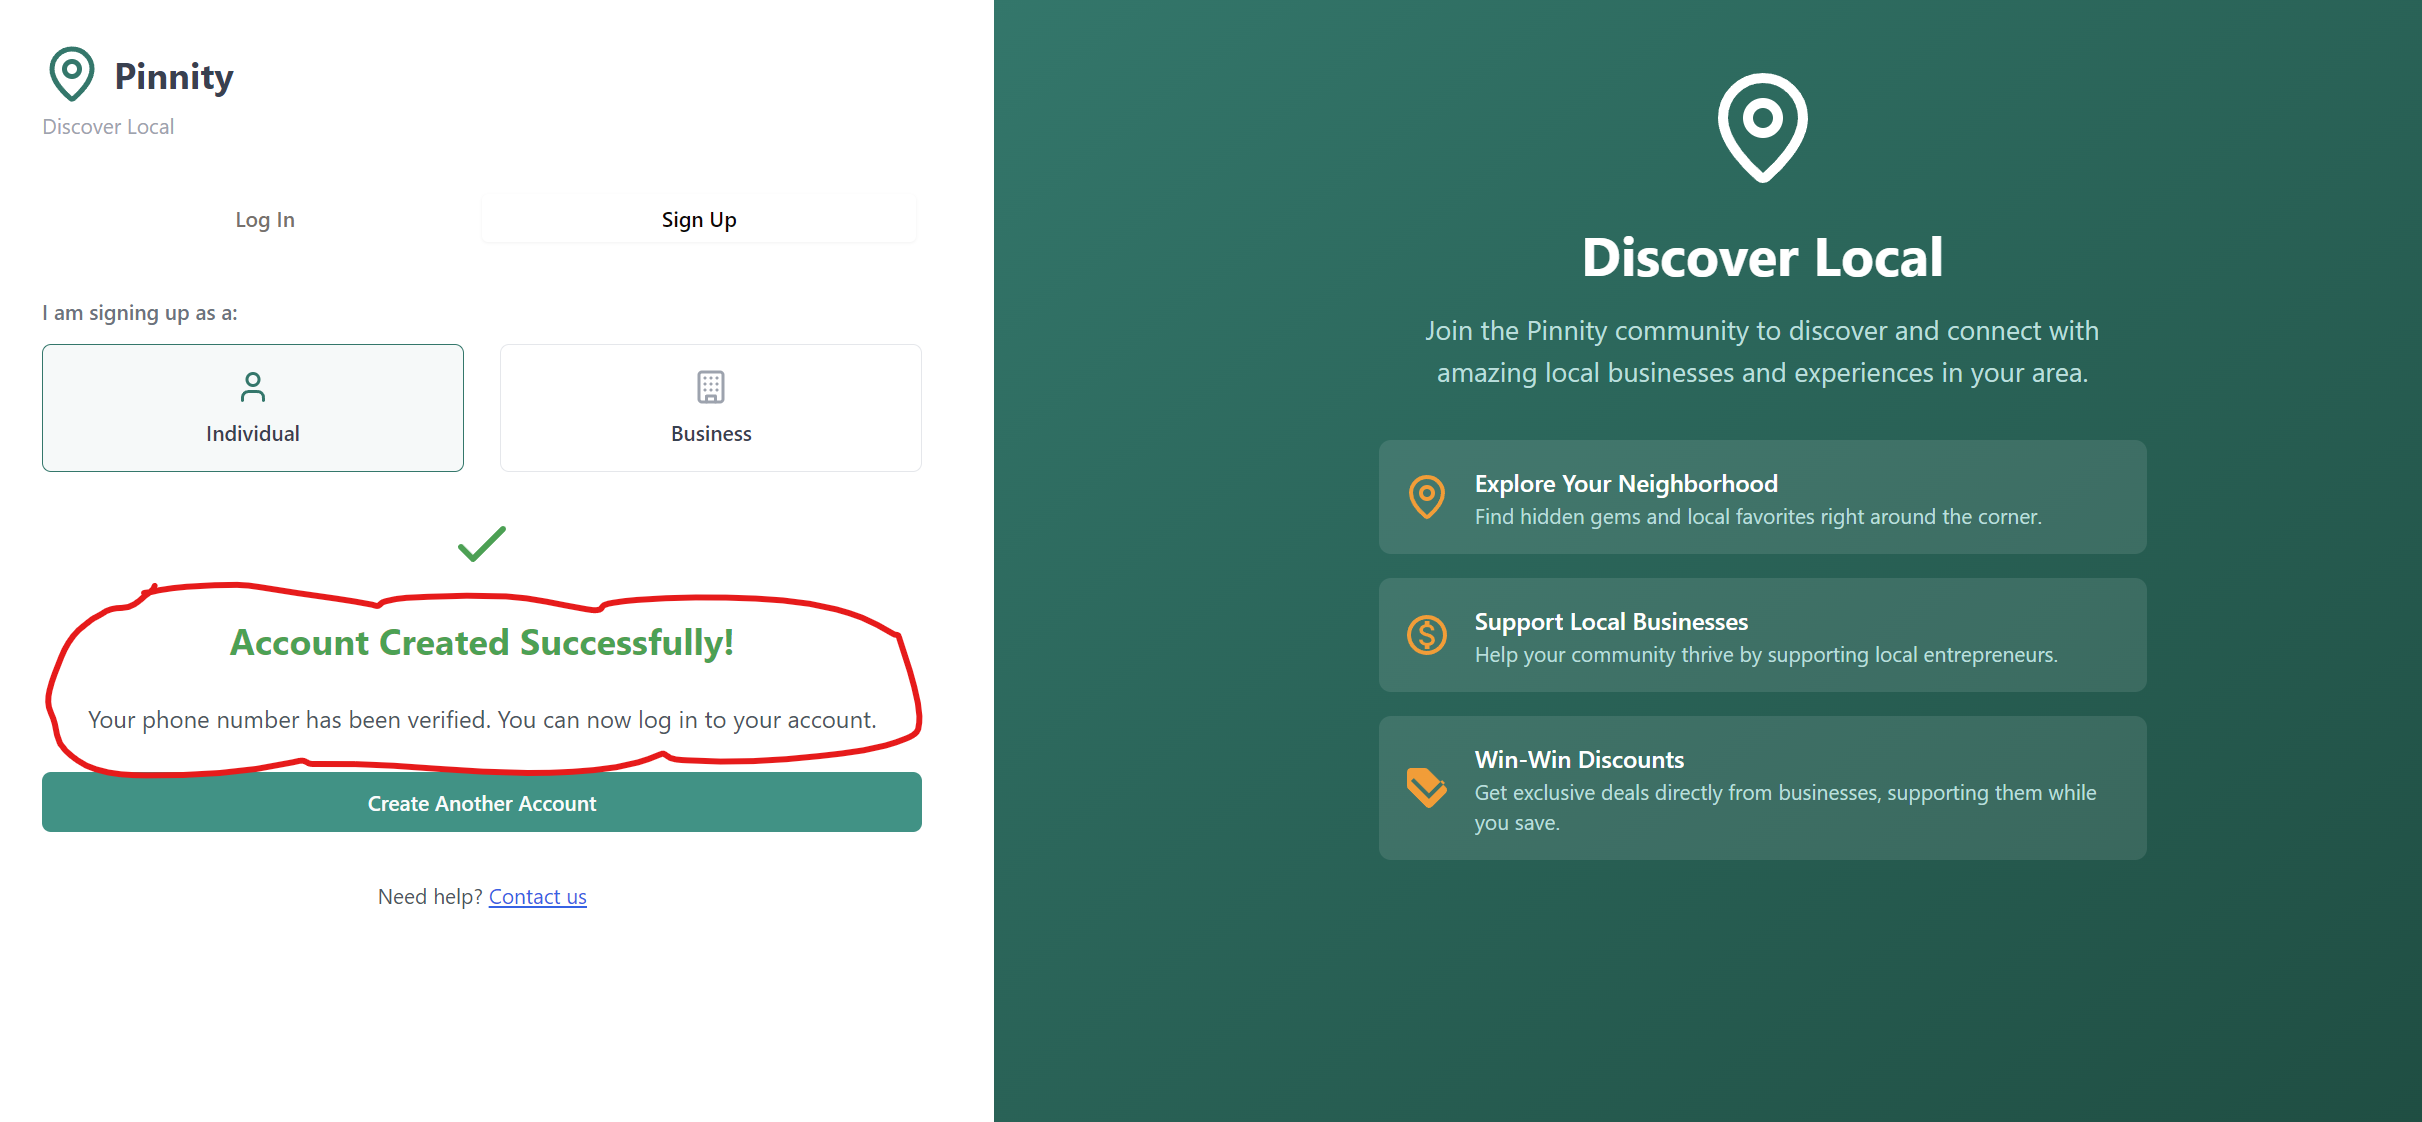 Pinnity
Discover Local
Log In
Sign Up
I am signing up as a:
Individual
Business
Account Created Successfully!
Your phone number has been verified. You can now log in to your account.
Create Another Account
Need help? Contact us
Discover Local
Join the Pinnity community to discover and connect with
amazing local businesses and experiences in your area.
Explore Your Neighborhood
Find hidden gems and local favorites right around the corner.
Support Local Businesses
Help your community thrive by supporting local entrepreneurs.
Win-Win Discounts
Get exclusive deals directly from businesses, supporting them while
you save.